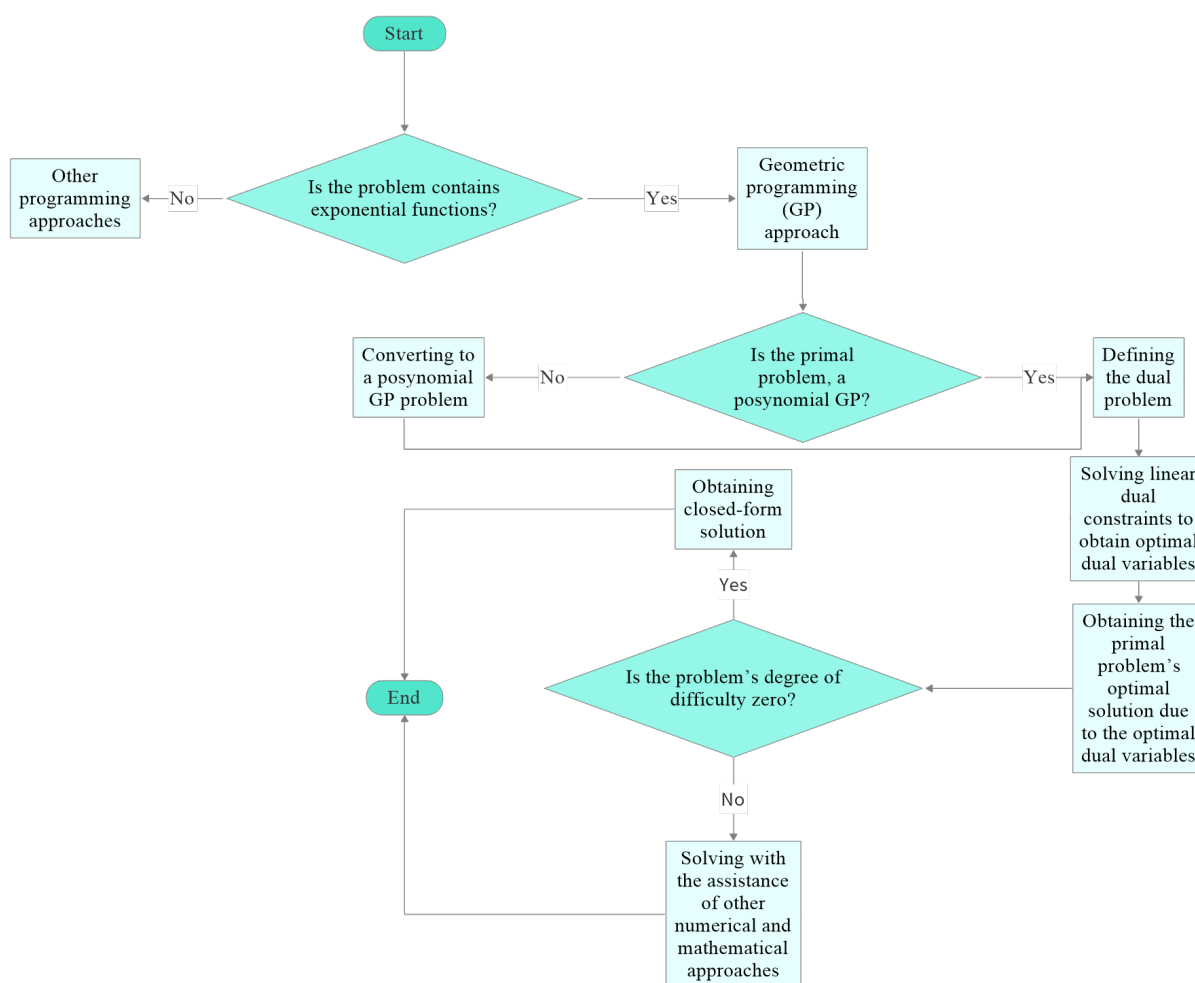 Start
Is the problem contains
exponential functions?
No
Other
programming
approaches
Yes
Geometric
programming
(GP)
approach
Is the primal
problem, a
posynomial GP?
No
Converting to
a posynomial
GP problem
Yes
Defining
the dual
problem
Solving linear
dual
constraints to
obtain optimal
dual variables
Obtaining the
primal
problem's
optimal
solution due
to the optimal
dual variables
Is the problem's degree of
difficulty zero?
Yes
Obtaining
closed-form
solution
No
Solving with
the assistance
of other
numerical and
mathematical
approaches
End